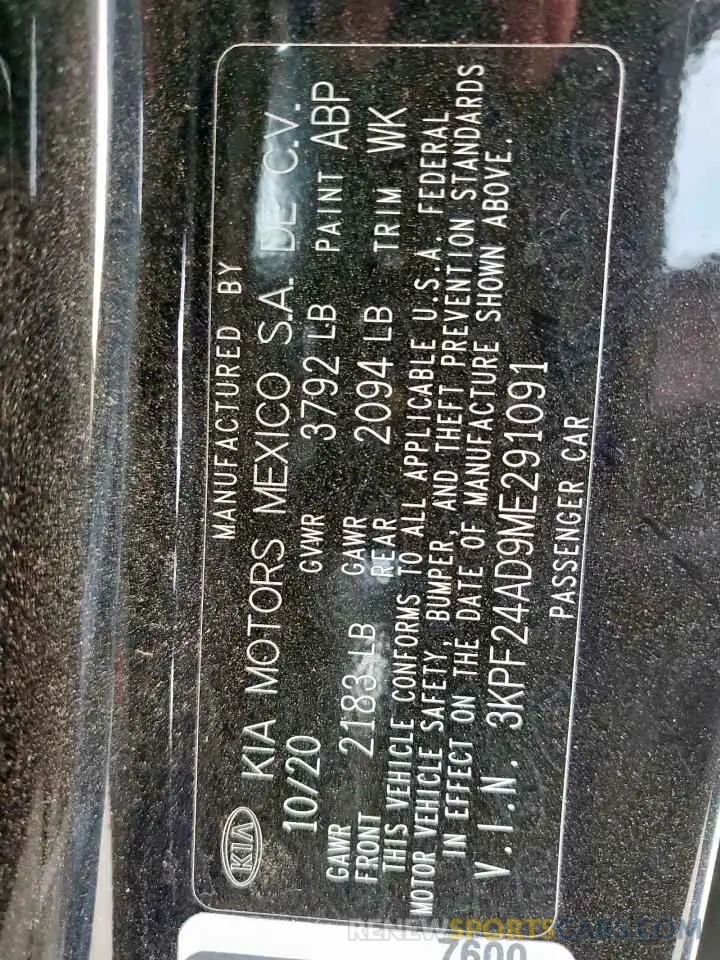 MANUFACTURED BY
KIA KIA MOTORS MEXICO S.A. DE C.V.
10/20 GVWR 3792 LB PAINT ABP
GAWR FRONT 2183 LB GAWR REAR 2094 LB TRIM WK
THIS VEHICLE CONFORMS TO ALL APPLICABLE U.S.A. FEDERAL
MOTOR VEHICLE SAFETY, BUMPER, AND THEFT PREVENTION STANDARDS
IN EFFECT ON THE DATE OF MANUFACTURE SHOWN ABOVE.
V.I.N. 3KPF24AD9ME291091
PASSENGER CAR
7600
RENEWSPORTSCARS.COM